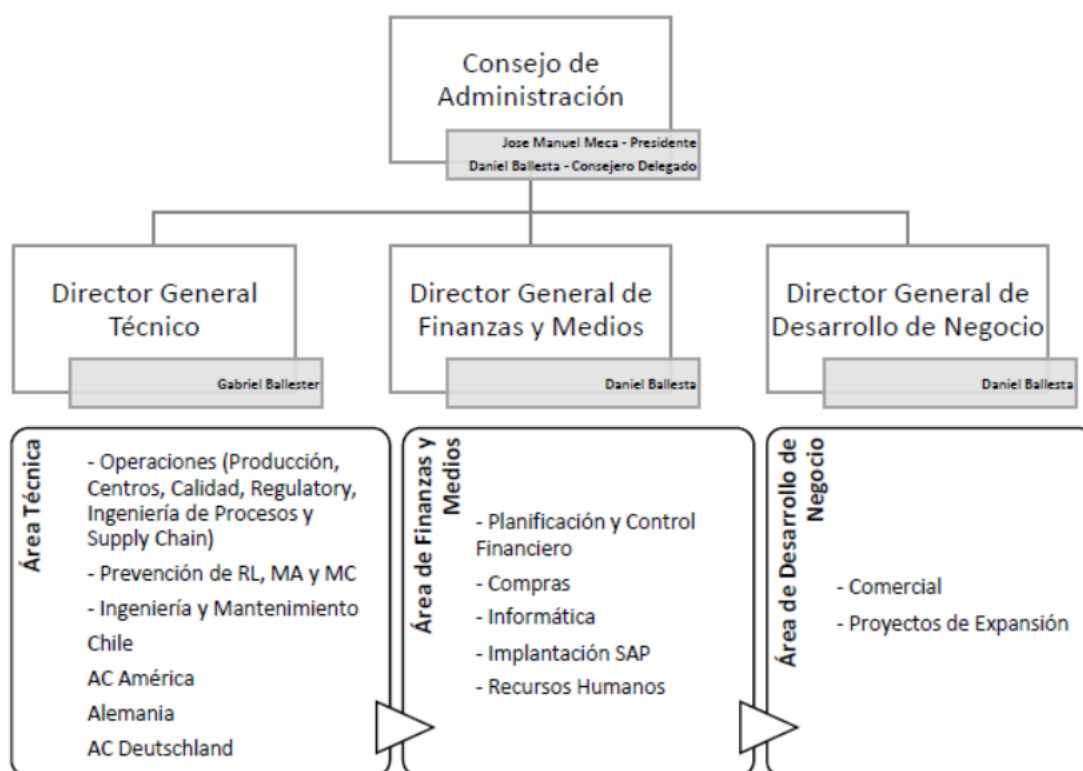 Consejo de
Administración
Jose Manuel Meca - Presidente
Daniel Ballesta - Consejero Delegado
Director General
Técnico
Gabriel Ballester
Director General de
Finanzas y Medios
Daniel Ballesta
Director General de
Desarrollo de Negocio
Daniel Ballesta
Área Técnica
- Operaciones (Producción,
Centros, Calidad, Regulatory,
Ingeniería de Procesos y
Supply Chain)
- Prevención de RL, MA y MC
- Ingeniería y Mantenimiento
Chile
AC América
Alemania
AC Deutschland
Área de Finanzas y
Medios
- Planificación y Control
Financiero
- Compras
- Informática
- Implantación SAP
- Recursos Humanos
Área de Desarrollo de
Negocio
- Comercial
- Proyectos de Expansión